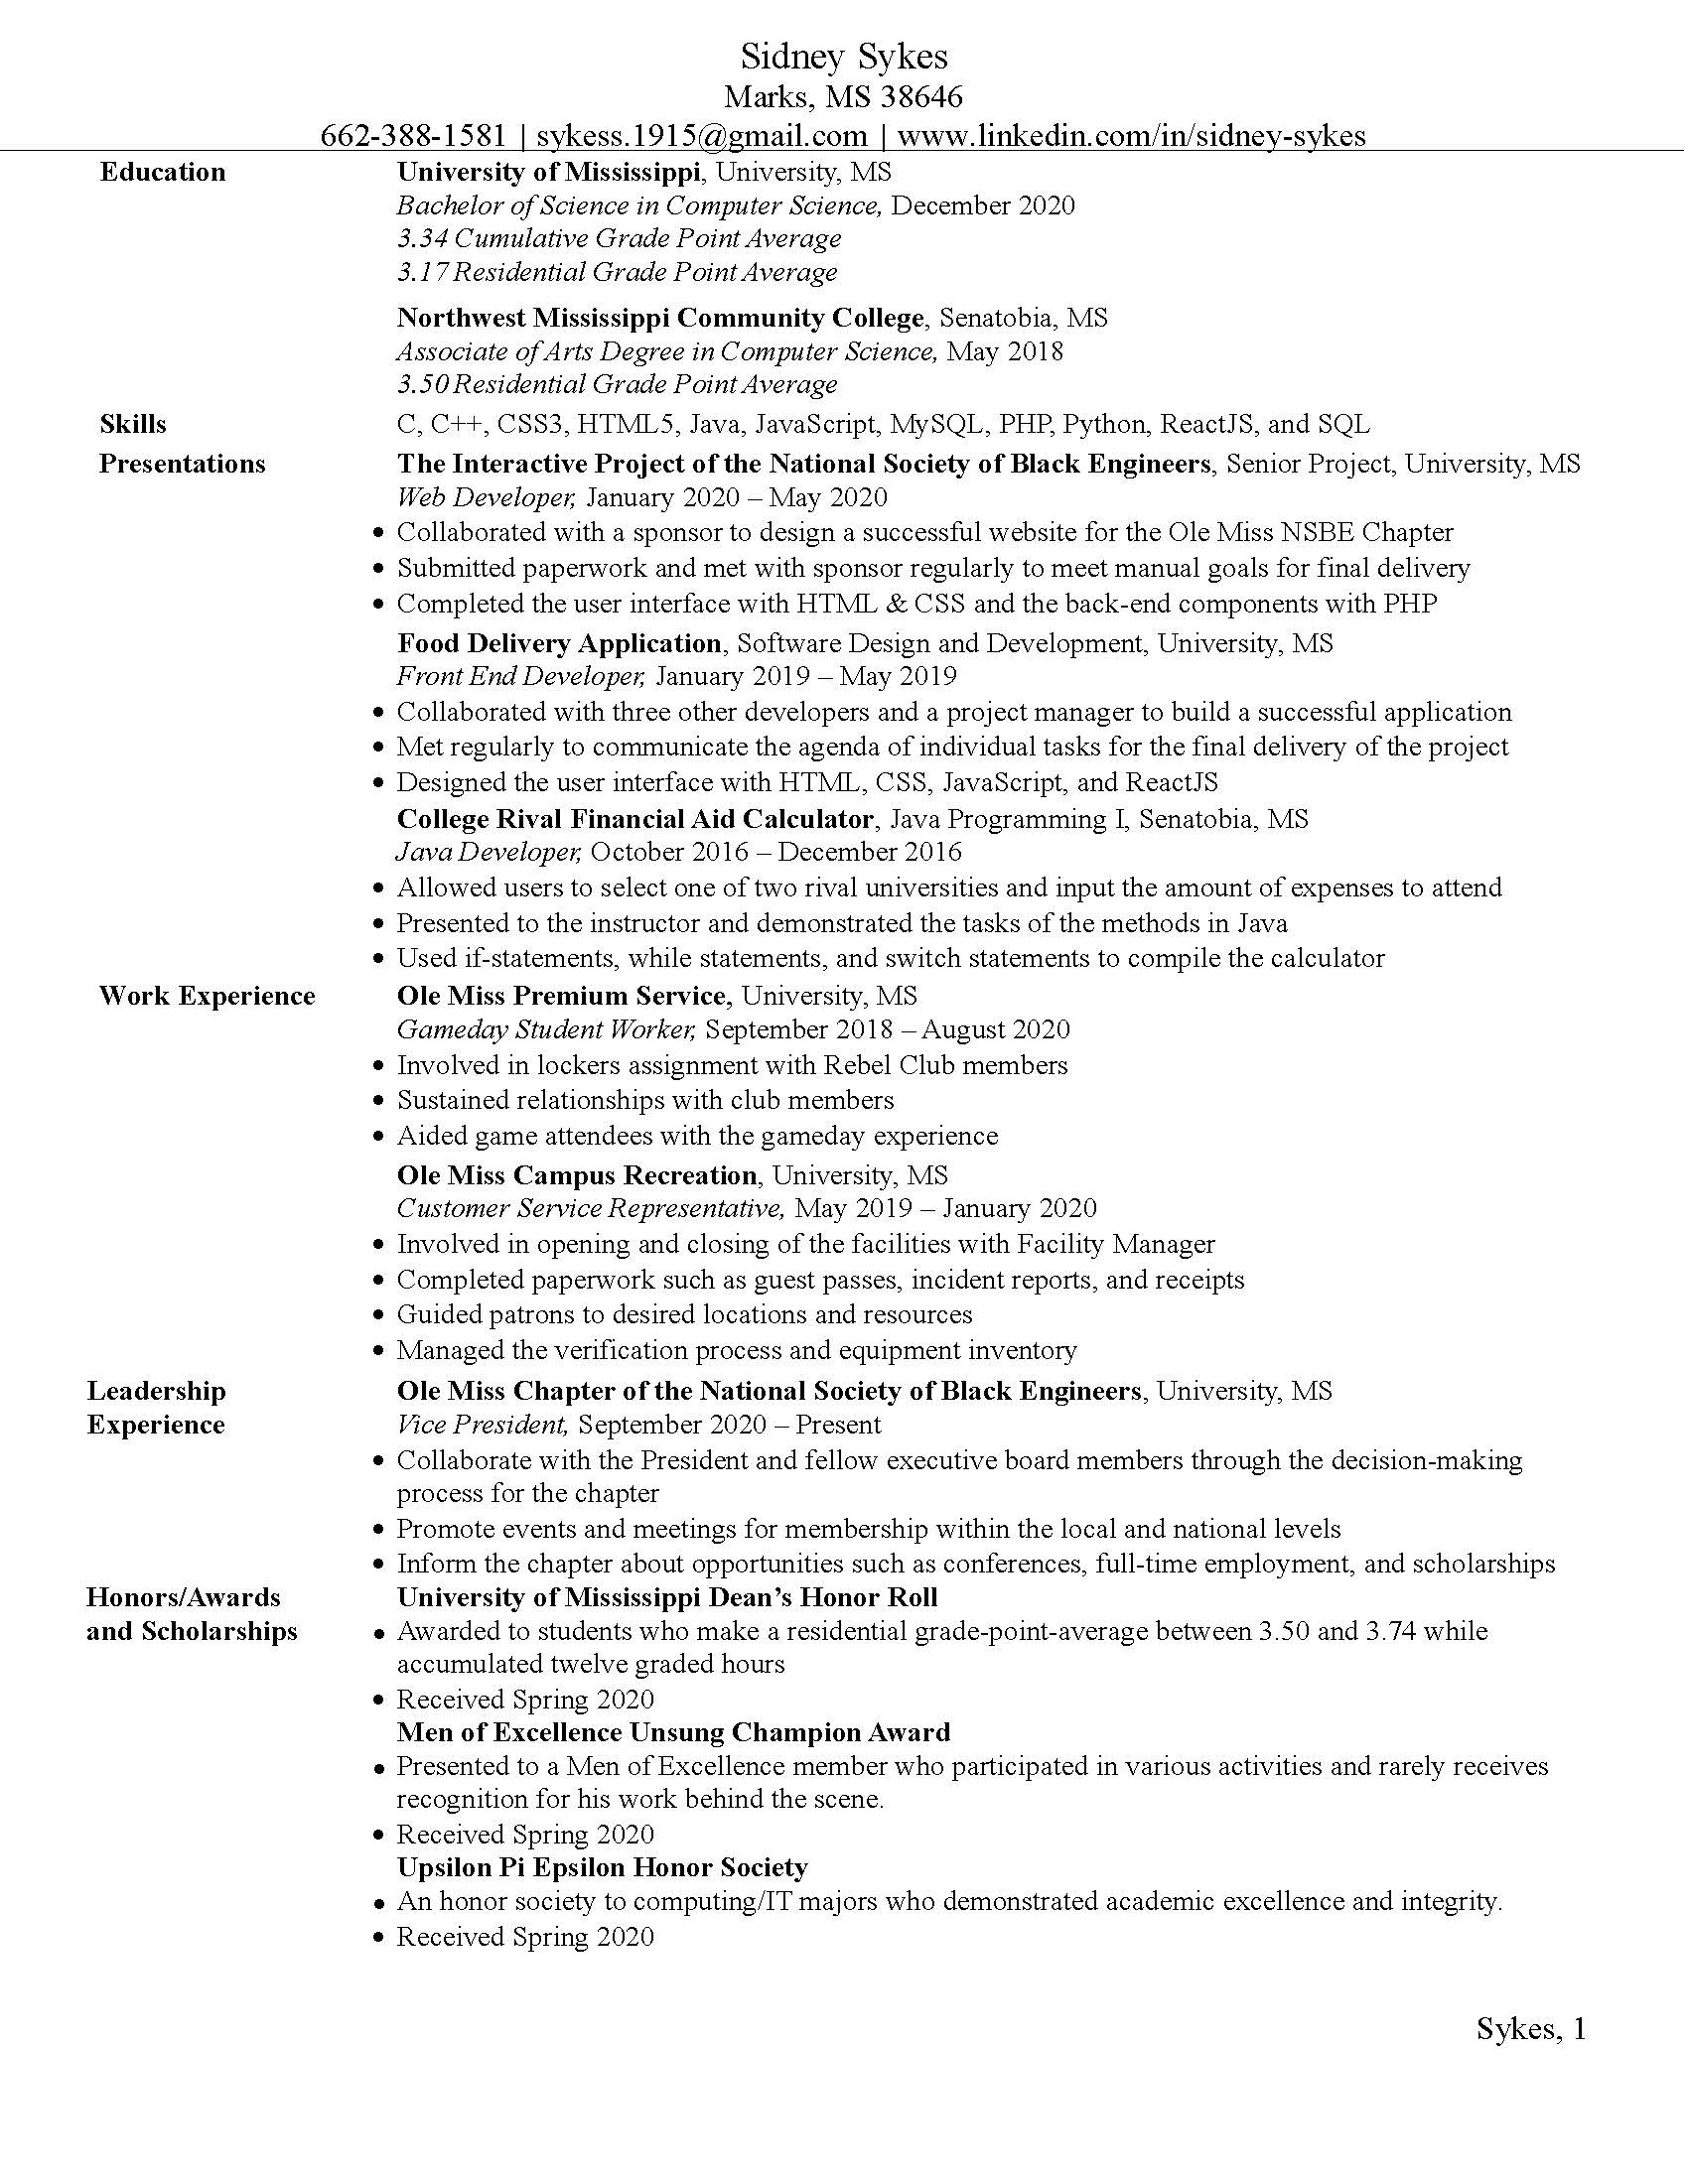 Sidney Sykes
Marks, MS 38646
662-388-1581 | sykess.1915@gmail.com | www.linkedin.com/in/sidney-sykes
Education
University of Mississippi, University, MS
Bachelor of Science in Computer Science, December 2020
3.34 Cumulative Grade Point Average
3.17 Residential Grade Point Average
Northwest Mississippi Community College, Senatobia, MS
Associate of Arts Degree in Computer Science, May 2018
3.50 Residential Grade Point Average
Skills
C, C++, CSS3, HTML5, Java, JavaScript, MySQL, PHP, Python, ReactJS, and SQL
Presentations
The Interactive Project of the National Society of Black Engineers, Senior Project, University, MS
Web Developer, January 2020 – May 2020
• Collaborated with a sponsor to design a successful website for the Ole Miss NSBE Chapter
• Submitted paperwork and met with sponsor regularly to meet manual goals for final delivery
• Completed the user interface with HTML & CSS and the back-end components with PHP
Food Delivery Application, Software Design and Development, University, MS
Front End Developer, January 2019 – May 2019
• Collaborated with three other developers and a project manager to build a successful application
• Met regularly to communicate the agenda of individual tasks for the final delivery of the project
• Designed the user interface with HTML, CSS, JavaScript, and ReactJS
College Rival Financial Aid Calculator, Java Programming I, Senatobia, MS
Java Developer, October 2016 – December 2016
• Allowed users to select one of two rival universities and input the amount of expenses to attend
• Presented to the instructor and demonstrated the tasks of the methods in Java
• Used if-statements, while statements, and switch statements to compile the calculator
Work Experience
Ole Miss Premium Service, University, MS
Gameday Student Worker, September 2018 – August 2020
• Involved in lockers assignment with Rebel Club members
• Sustained relationships with club members
• Aided game attendees with the gameday experience
Ole Miss Campus Recreation, University, MS
Customer Service Representative, May 2019 – January 2020
• Involved in opening and closing of the facilities with Facility Manager
• Completed paperwork such as guest passes, incident reports, and receipts
• Guided patrons to desired locations and resources
• Managed the verification process and equipment inventory
Leadership
Experience
Ole Miss Chapter of the National Society of Black Engineers, University, MS
Vice President, September 2020 – Present
• Collaborate with the President and fellow executive board members through the decision-making
process for the chapter
• Promote events and meetings for membership within the local and national levels
• Inform the chapter about opportunities such as conferences, full-time employment, and scholarships
Honors/Awards
and Scholarships
University of Mississippi Dean’s Honor Roll
• Awarded to students who make a residential grade-point-average between 3.50 and 3.74 while
accumulated twelve graded hours
• Received Spring 2020
Men of Excellence Unsung Champion Award
• Presented to a Men of Excellence member who participated in various activities and rarely receives
recognition for his work behind the scene.
• Received Spring 2020
Upsilon Pi Epsilon Honor Society
• An honor society to computing/IT majors who demonstrated academic excellence and integrity.
• Received Spring 2020
Sykes, 1